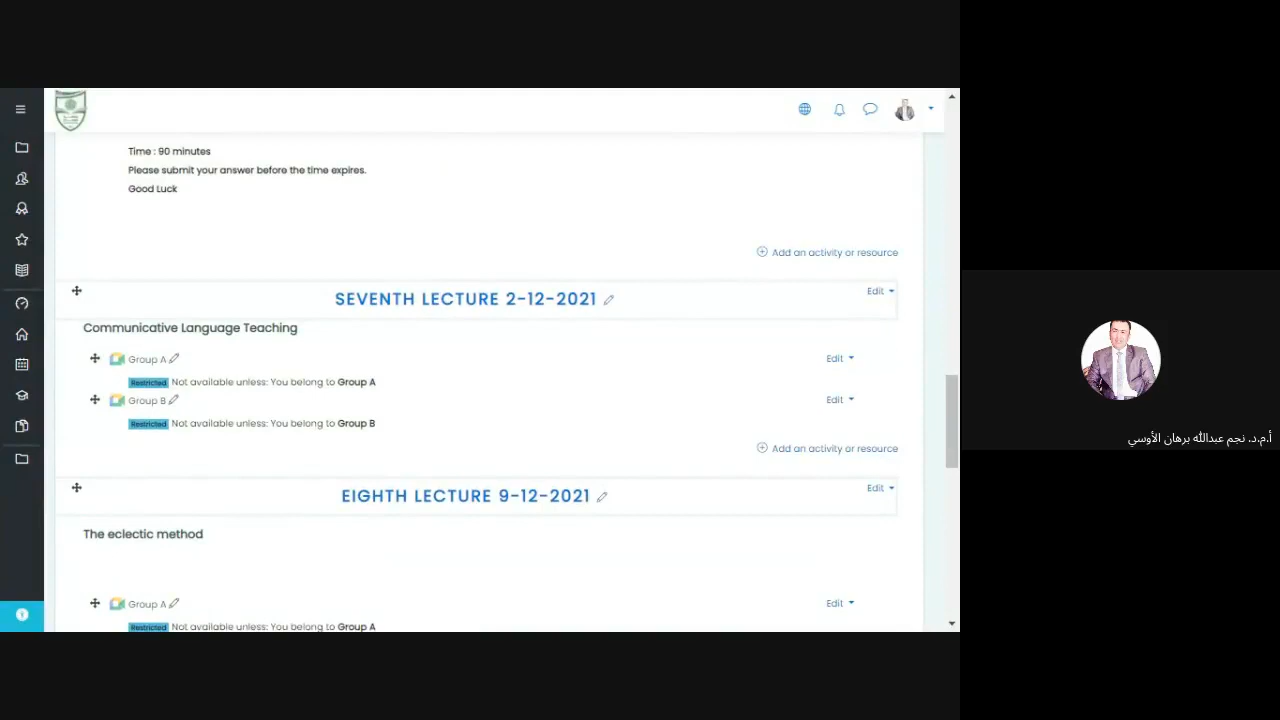 Time : 90 minutes
Please submit your answer before the time expires.
Good Luck
Add an activity or resource
SEVENTH LECTURE 2-12-2021
Edit
Communicative Language Teaching
Group A
Edit
Restricted Not available unless: You belong to Group A
Group B
Edit
Restricted Not available unless: You belong to Group B
Add an activity or resource
EIGHTH LECTURE 9-12-2021
Edit
The eclectic method
Group A
Edit
Restricted Not available unless: You belong to Group A
أ.م.د. نجم عبدالله برهان الأوسي